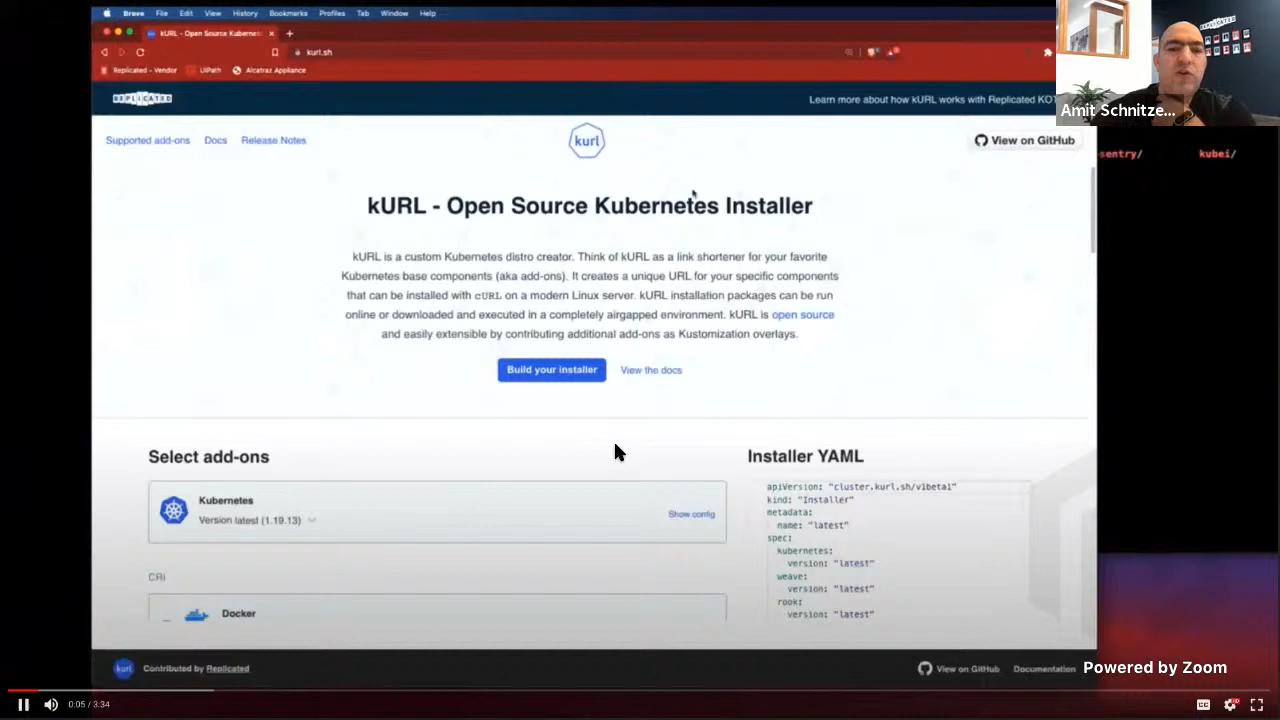 Brave File Edit View History Bookmarks Profiles Tab Window Help
kURL - Open Source Kubernet
kurl.sh
Replicated - Vendor UiPath Alcatraz Appliance
REPLICATED
Learn more about how kURL works with Replicated KOT
REPLICATED
Amit Schnitze...
Supported add-ons Docs Release Notes
kurl
View on GitHub
-sentry/ kubei/
kURL - Open Source Kubernetes Installer
kURL is a custom Kubernetes distro creator. Think of kURL as a link shortener for your favorite
Kubernetes base components (aka add-ons). It creates a unique URL for your specific components
that can be installed with cURL on a modern Linux server. kURL installation packages can be run
online or downloaded and executed in a completely airgapped environment. kURL is open source
and easily extensible by contributing additional add-ons as Kustomization overlays.
Build your installer View the docs
Select add-ons
Kubernetes
Version latest (1.19.13)
Show config
CRI
Docker
Installer YAML
apiVersion: "cluster.kurl.sh/v1beta1"
kind: "Installer"
metadata:
name: "latest"
spec:
kubernetes:
version: "latest"
weave:
version: "latest"
rook:
version: "latest"
kurl Contributed by Replicated
View on GitHub Documentation
Powered by Zoom
0:05 / 3:34